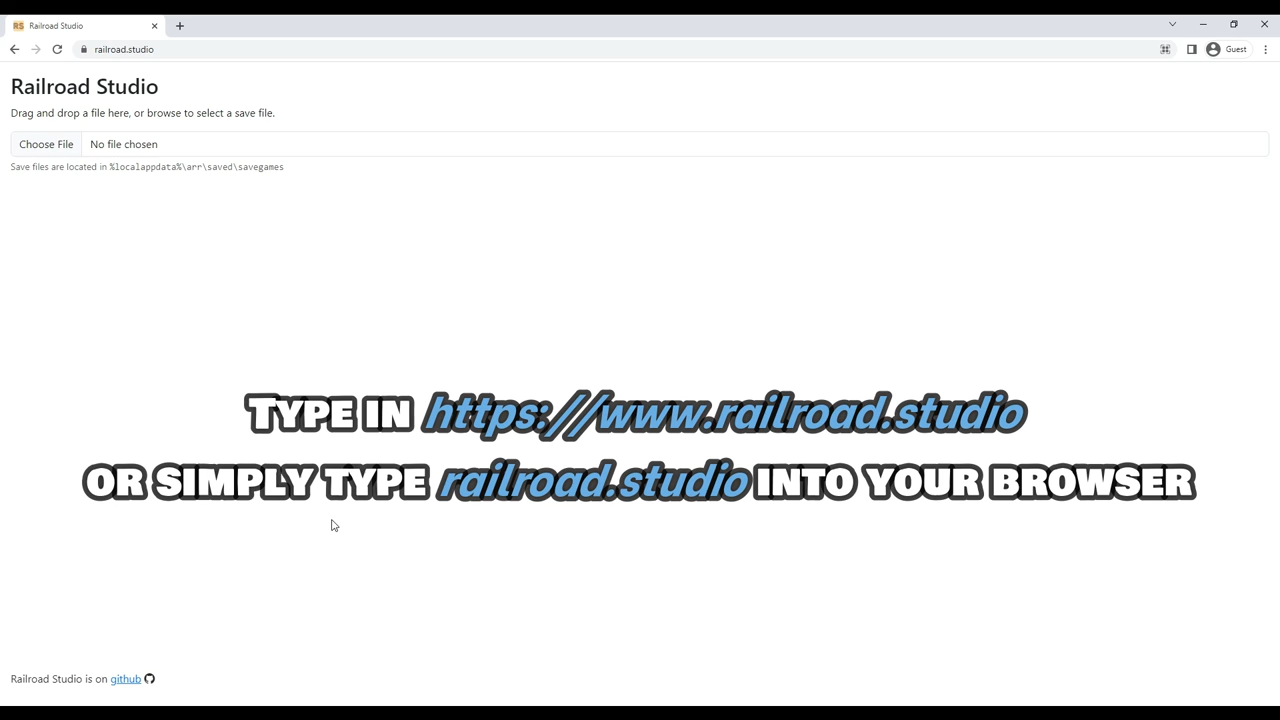 RS Railroad Studio
railroad.studio
Guest
Railroad Studio
Drag and drop a file here, or browse to select a save file.
Choose File No file chosen
Save files are located in %localappdata%\arr\saved\savegames
Type in https://www.railroad.studio
or simply type railroad.studio into your browser
Railroad Studio is on github